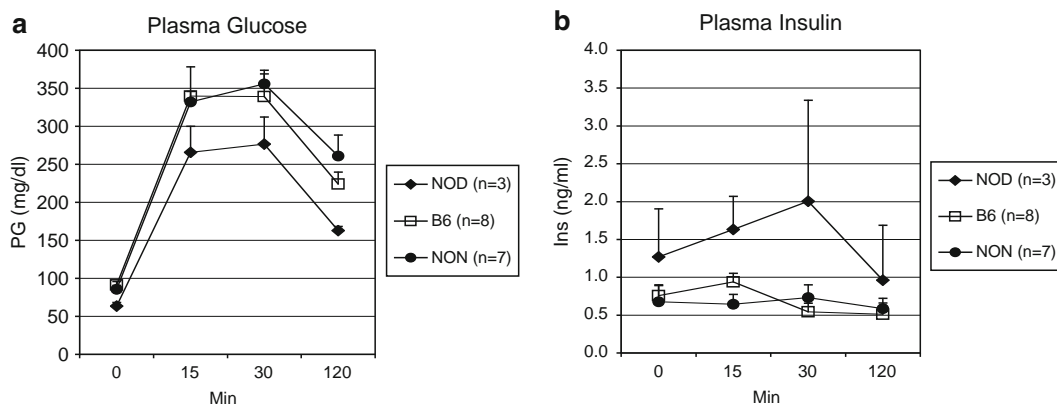 a
Plasma Glucose
400
350
300
250
200
150
100
50
0
PG (mg/dl)
0 15 30 120
Min
NOD (n=3)
B6 (n=8)
NON (n=7)
b
Plasma Insulin
4.0
3.5
3.0
2.5
2.0
1.5
1.0
0.5
0.0
Ins (ng/ml)
0 15 30 120
Min
NOD (n=3)
B6 (n=8)
NON (n=7)